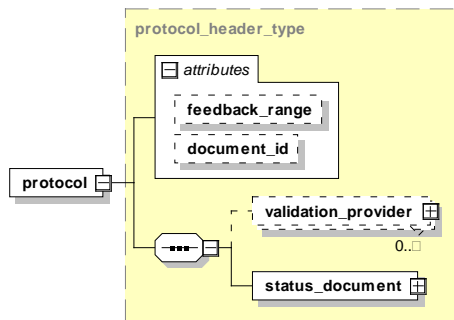 protocol_header_type
attributes
feedback_range
document_id
protocol
validation_provider
0..□
status_document